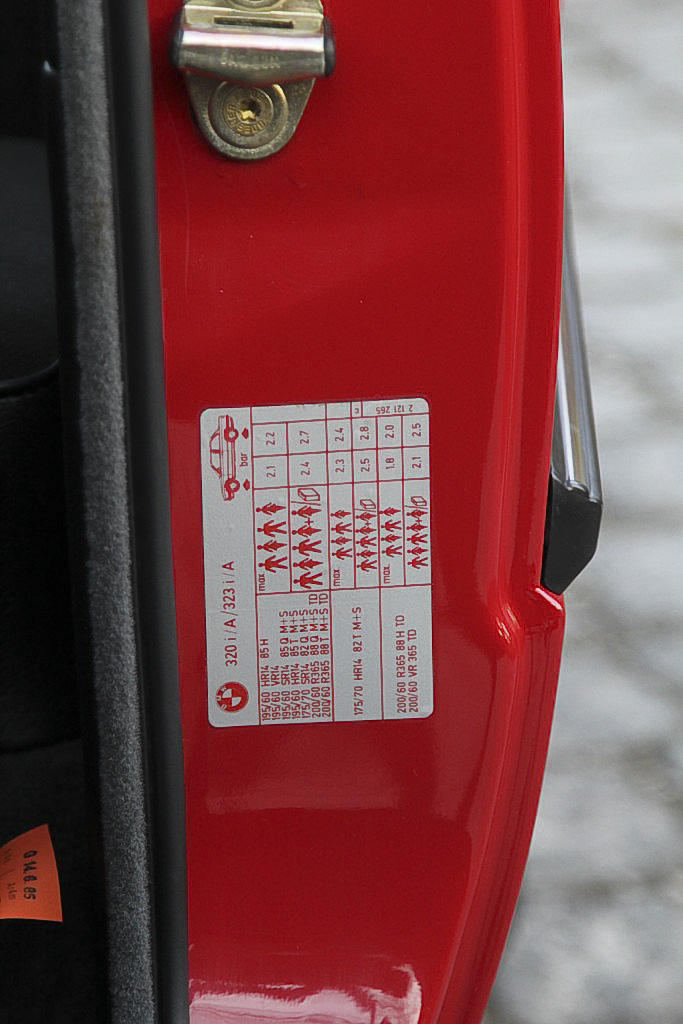 320 i/A/323 i/A
bar
195/60 HR14 85 H
195/60 VR14
195/60 SR14 85 Q M+S
195/60 HR14 85 T M+S
175/70 SR14 82 Q M+S
200/60 R365 88 Q M+S TD
200/60 R365 88 T M+S TD
max.
2.1 2.2
2.4 2.7
175/70 HR14 82 T M+S
max.
2.3 2.4
2.5 2.8
200/60 R365 88 H TD
200/60 VR 365 TD
max.
1.8 2.0
2.1 2.5
c
2 121 265